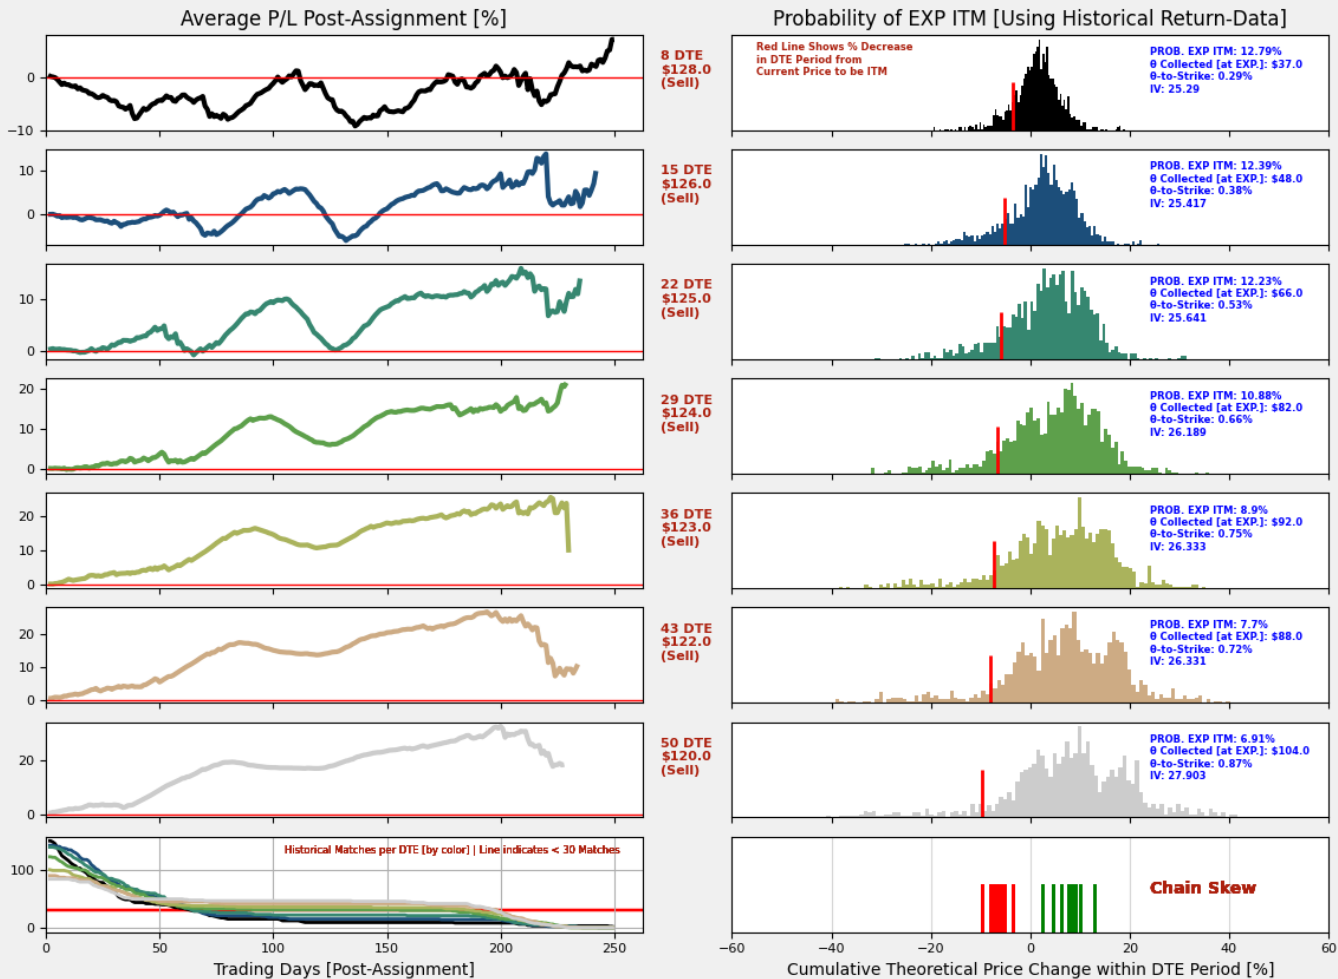 Average P/L Post-Assignment [%]
Probability of EXP ITM [Using Historical Return-Data]
0
−10
8 DTE
$128.0
(Sell)
Red Line Shows % Decrease
in DTE Period from
Current Price to be ITM
PROB. EXP ITM: 12.79%
θ Collected [at EXP.]: $37.0
θ-to-Strike: 0.29%
IV: 25.29
10
0
15 DTE
$126.0
(Sell)
PROB. EXP ITM: 12.39%
θ Collected [at EXP.]: $48.0
θ-to-Strike: 0.38%
IV: 25.417
10
0
22 DTE
$125.0
(Sell)
PROB. EXP ITM: 12.23%
θ Collected [at EXP.]: $66.0
θ-to-Strike: 0.53%
IV: 25.641
20
10
0
29 DTE
$124.0
(Sell)
PROB. EXP ITM: 10.88%
θ Collected [at EXP.]: $82.0
θ-to-Strike: 0.66%
IV: 26.189
20
10
0
36 DTE
$123.0
(Sell)
PROB. EXP ITM: 8.9%
θ Collected [at EXP.]: $92.0
θ-to-Strike: 0.75%
IV: 26.333
20
10
0
43 DTE
$122.0
(Sell)
PROB. EXP ITM: 7.7%
θ Collected [at EXP.]: $88.0
θ-to-Strike: 0.72%
IV: 26.331
20
0
50 DTE
$120.0
(Sell)
PROB. EXP ITM: 6.91%
θ Collected [at EXP.]: $104.0
θ-to-Strike: 0.87%
IV: 27.903
100
0
Historical Matches per DTE [by color] | Line indicates < 30 Matches
Chain Skew
0 50 100 150 200 250
−60 −40 −20 0 20 40 60
Trading Days [Post-Assignment]
Cumulative Theoretical Price Change within DTE Period [%]